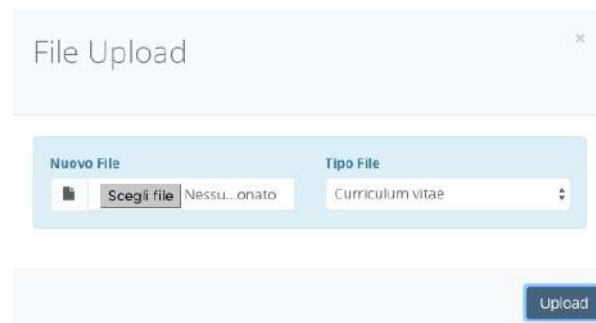 File Upload
×
Nuovo File
Tipo File
Scegli file Nessu...onato
Curriculum vitae
Upload